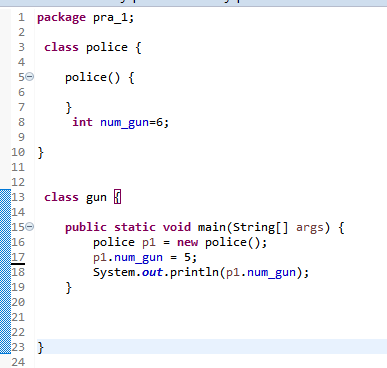 1 package pra_1;
2
3 class police {
4
5 police() {
6
7 }
8 int num_gun=6;
9
10 }
11
12
13 class gun {
14
15 public static void main(String[] args) {
16 police p1 = new police();
17 p1.num_gun = 5;
18 System.out.println(p1.num_gun);
19 }
20
21
22
23 }
24